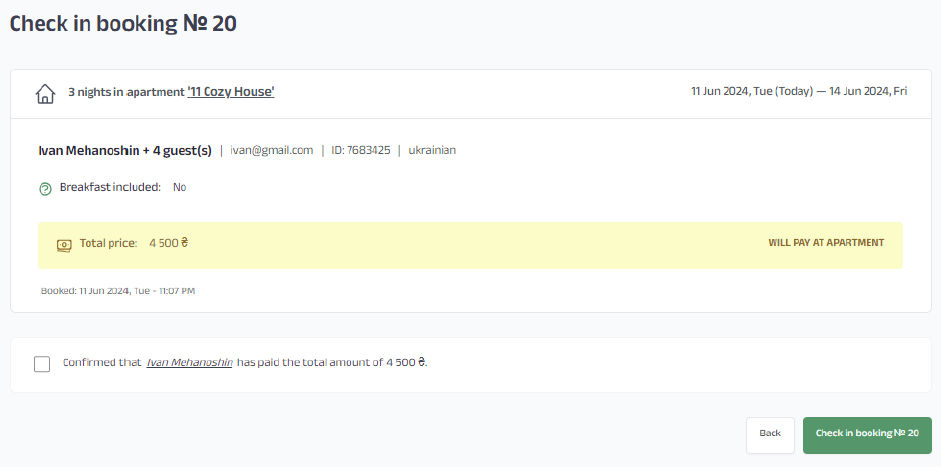 Check in booking № 20
3 nights in apartment '11 Cozy House' 11 Jun 2024, Tue (Today) — 14 Jun 2024, Fri
Ivan Mehanoshin + 4 guest(s) | ivan@gmail.com | ID: 7683425 | ukrainian
Breakfast included: No
Total price: 4 500 ₴ WILL PAY AT APARTMENT
Booked: 11 Jun 2024, Tue - 11:07 PM
Confirmed that Ivan Mehanoshin has paid the total amount of 4 500 ₴.
Back Check in booking № 20